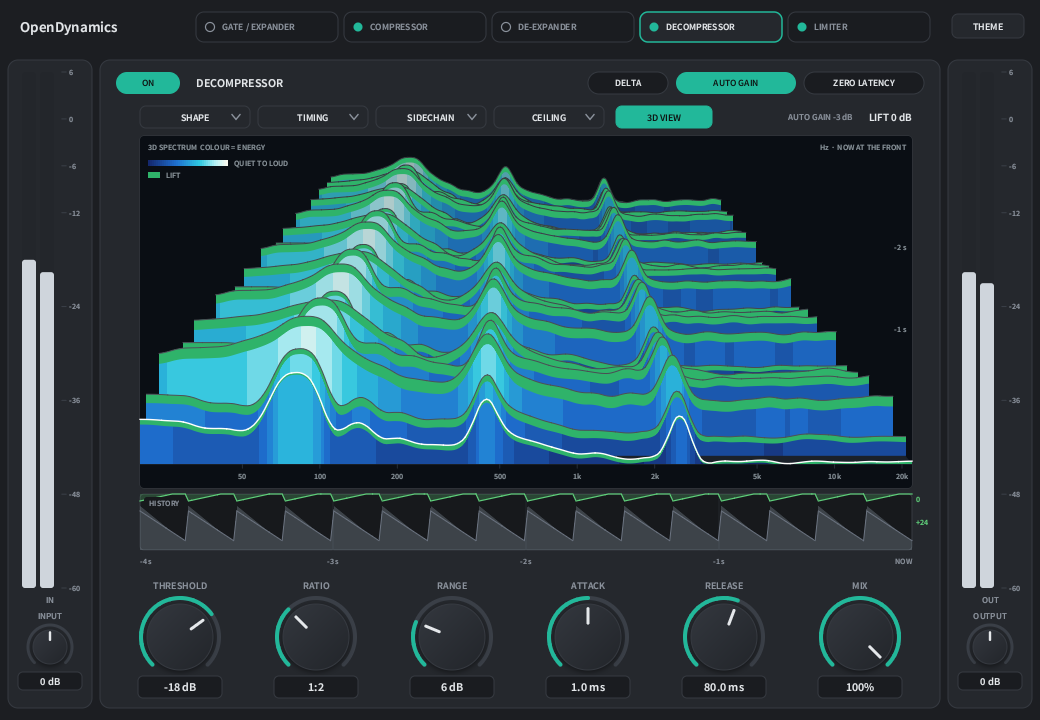 OpenDynamics
GATE / EXPANDER
COMPRESSOR
DE-EXPANDER
DECOMPRESSOR
LIMITER
THEME
ON
DECOMPRESSOR
DELTA
AUTO GAIN
ZERO LATENCY
SHAPE
TIMING
SIDECHAIN
CEILING
3D VIEW
AUTO GAIN -3 dB
LIFT 0 dB
3D SPECTRUM COLOUR = ENERGY
Hz - NOW AT THE FRONT
QUIET TO LOUD
LIFT
-2 s
-1 s
50
100
200
500
1k
2k
5k
10k
20k
HISTORY
0
+24
-4s
-3s
-2s
-1s
NOW
6
0
-6
-12
-24
-36
-48
-60
IN
INPUT
0 dB
THRESHOLD
RATIO
RANGE
ATTACK
RELEASE
MIX
-18 dB
1:2
6 dB
1.0 ms
80.0 ms
100%
6
0
-6
-12
-24
-36
-48
-60
OUT
OUTPUT
0 dB